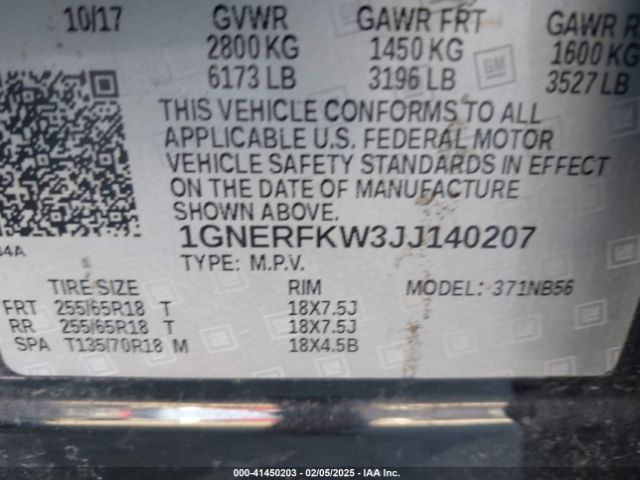 10/17 GVWR GAWR FRT GAWR R
2800 KG 1450 KG 1600 KG
6173 LB 3196 LB 3527 LB
THIS VEHICLE CONFORMS TO ALL
APPLICABLE U.S. FEDERAL MOTOR
VEHICLE SAFETY STANDARDS IN EFFECT
ON THE DATE OF MANUFACTURE
SHOWN ABOVE.
1GNERFKW3JJ140207
4A
TYPE: M.P.V.
TIRE SIZE RIM MODEL: 371NB56
FRT 255/65R18 T 18X7.5J
RR 255/65R18 T 18X7.5J
SPA T135/70R18 M 18X4.5B
GM
000-41450203 - 02/05/2025 - IAA Inc.